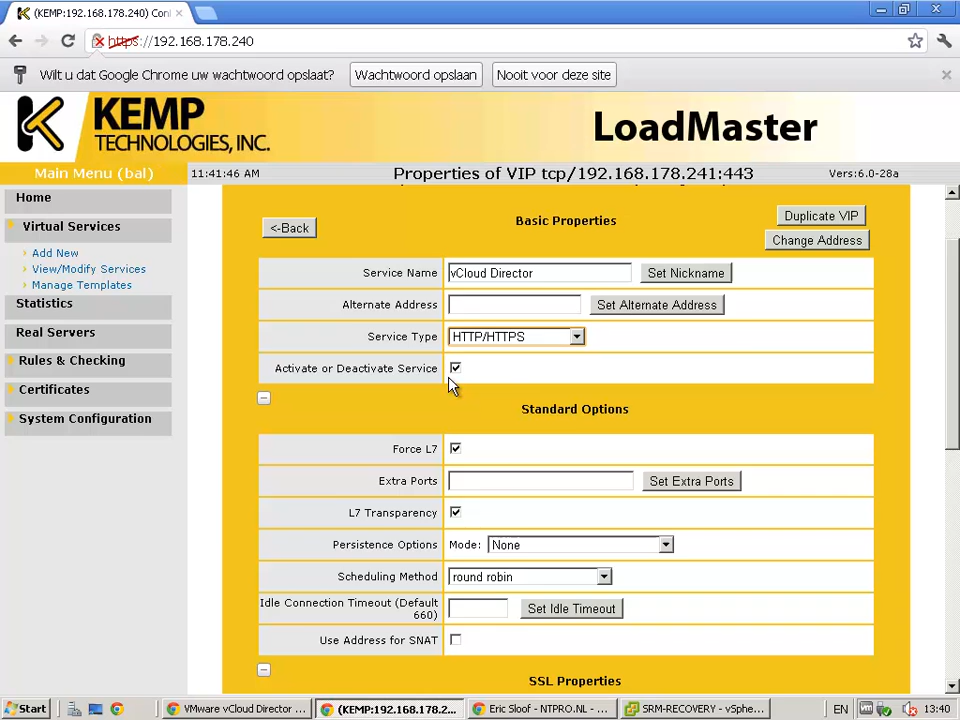 (KEMP:192.168.178.240) Con
https://192.168.178.240
Wilt u dat Google Chrome uw wachtwoord opslaat?
Wachtwoord opslaan
Nooit voor deze site
KEMP
TECHNOLOGIES, INC.
LoadMaster
Main Menu (bal)
11:41:46 AM
Properties of VIP tcp/192.168.178.241:443
Vers:6.0-28a
Home
Virtual Services
Add New
View/Modify Services
Manage Templates
Statistics
Real Servers
Rules & Checking
Certificates
System Configuration
<-Back
Basic Properties
Duplicate VIP
Change Address
Service Name
vCloud Director
Set Nickname
Alternate Address
Set Alternate Address
Service Type
HTTP/HTTPS
Activate or Deactivate Service
Standard Options
Force L7
Extra Ports
Set Extra Ports
L7 Transparency
Persistence Options
Mode:
None
Scheduling Method
round robin
Idle Connection Timeout (Default
660)
Set Idle Timeout
Use Address for SNAT
SSL Properties
Start
VMware vCloud Director ...
(KEMP:192.168.178.2...
Eric Sloof - NTPRO.NL - ...
SRM-RECOVERY - vSphe...
EN
13:40